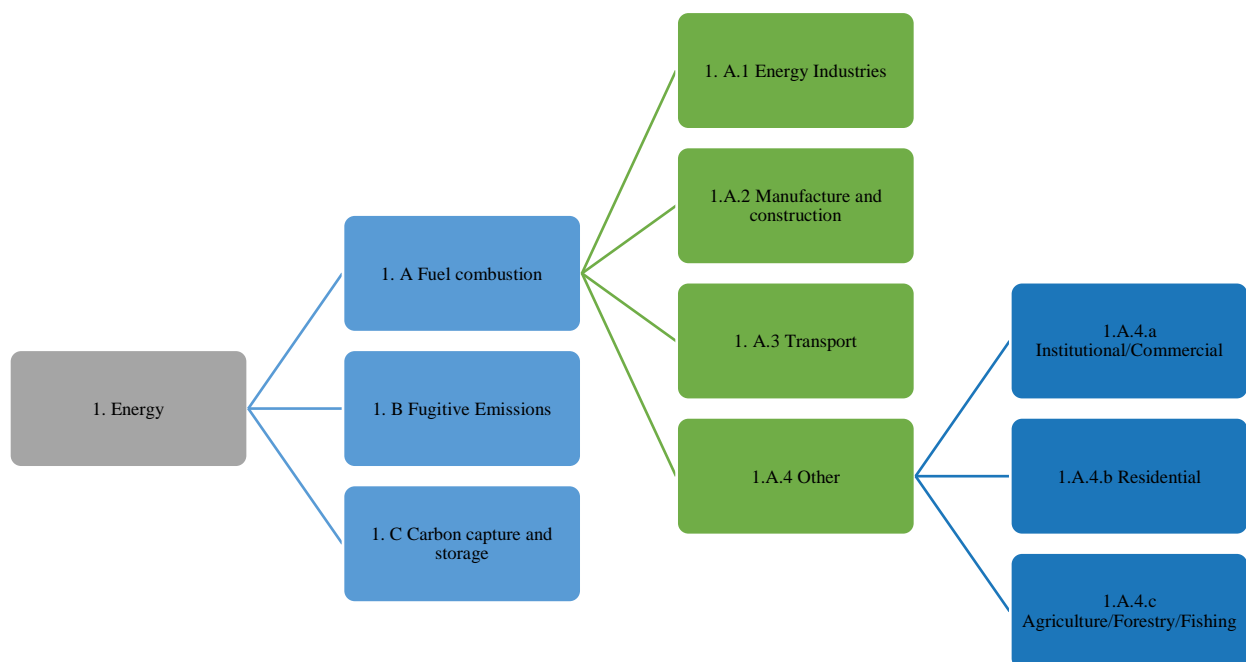 1. Energy
1. A Fuel combustion
1. B Fugitive Emissions
1. C Carbon capture and
storage
1. A.1 Energy Industries
1.A.2 Manufacture and
construction
1. A.3 Transport
1.A.4 Other
1.A.4.a
Institutional/Commercial
1.A.4.b Residential
1.A.4.c
Agriculture/Forestry/Fishing